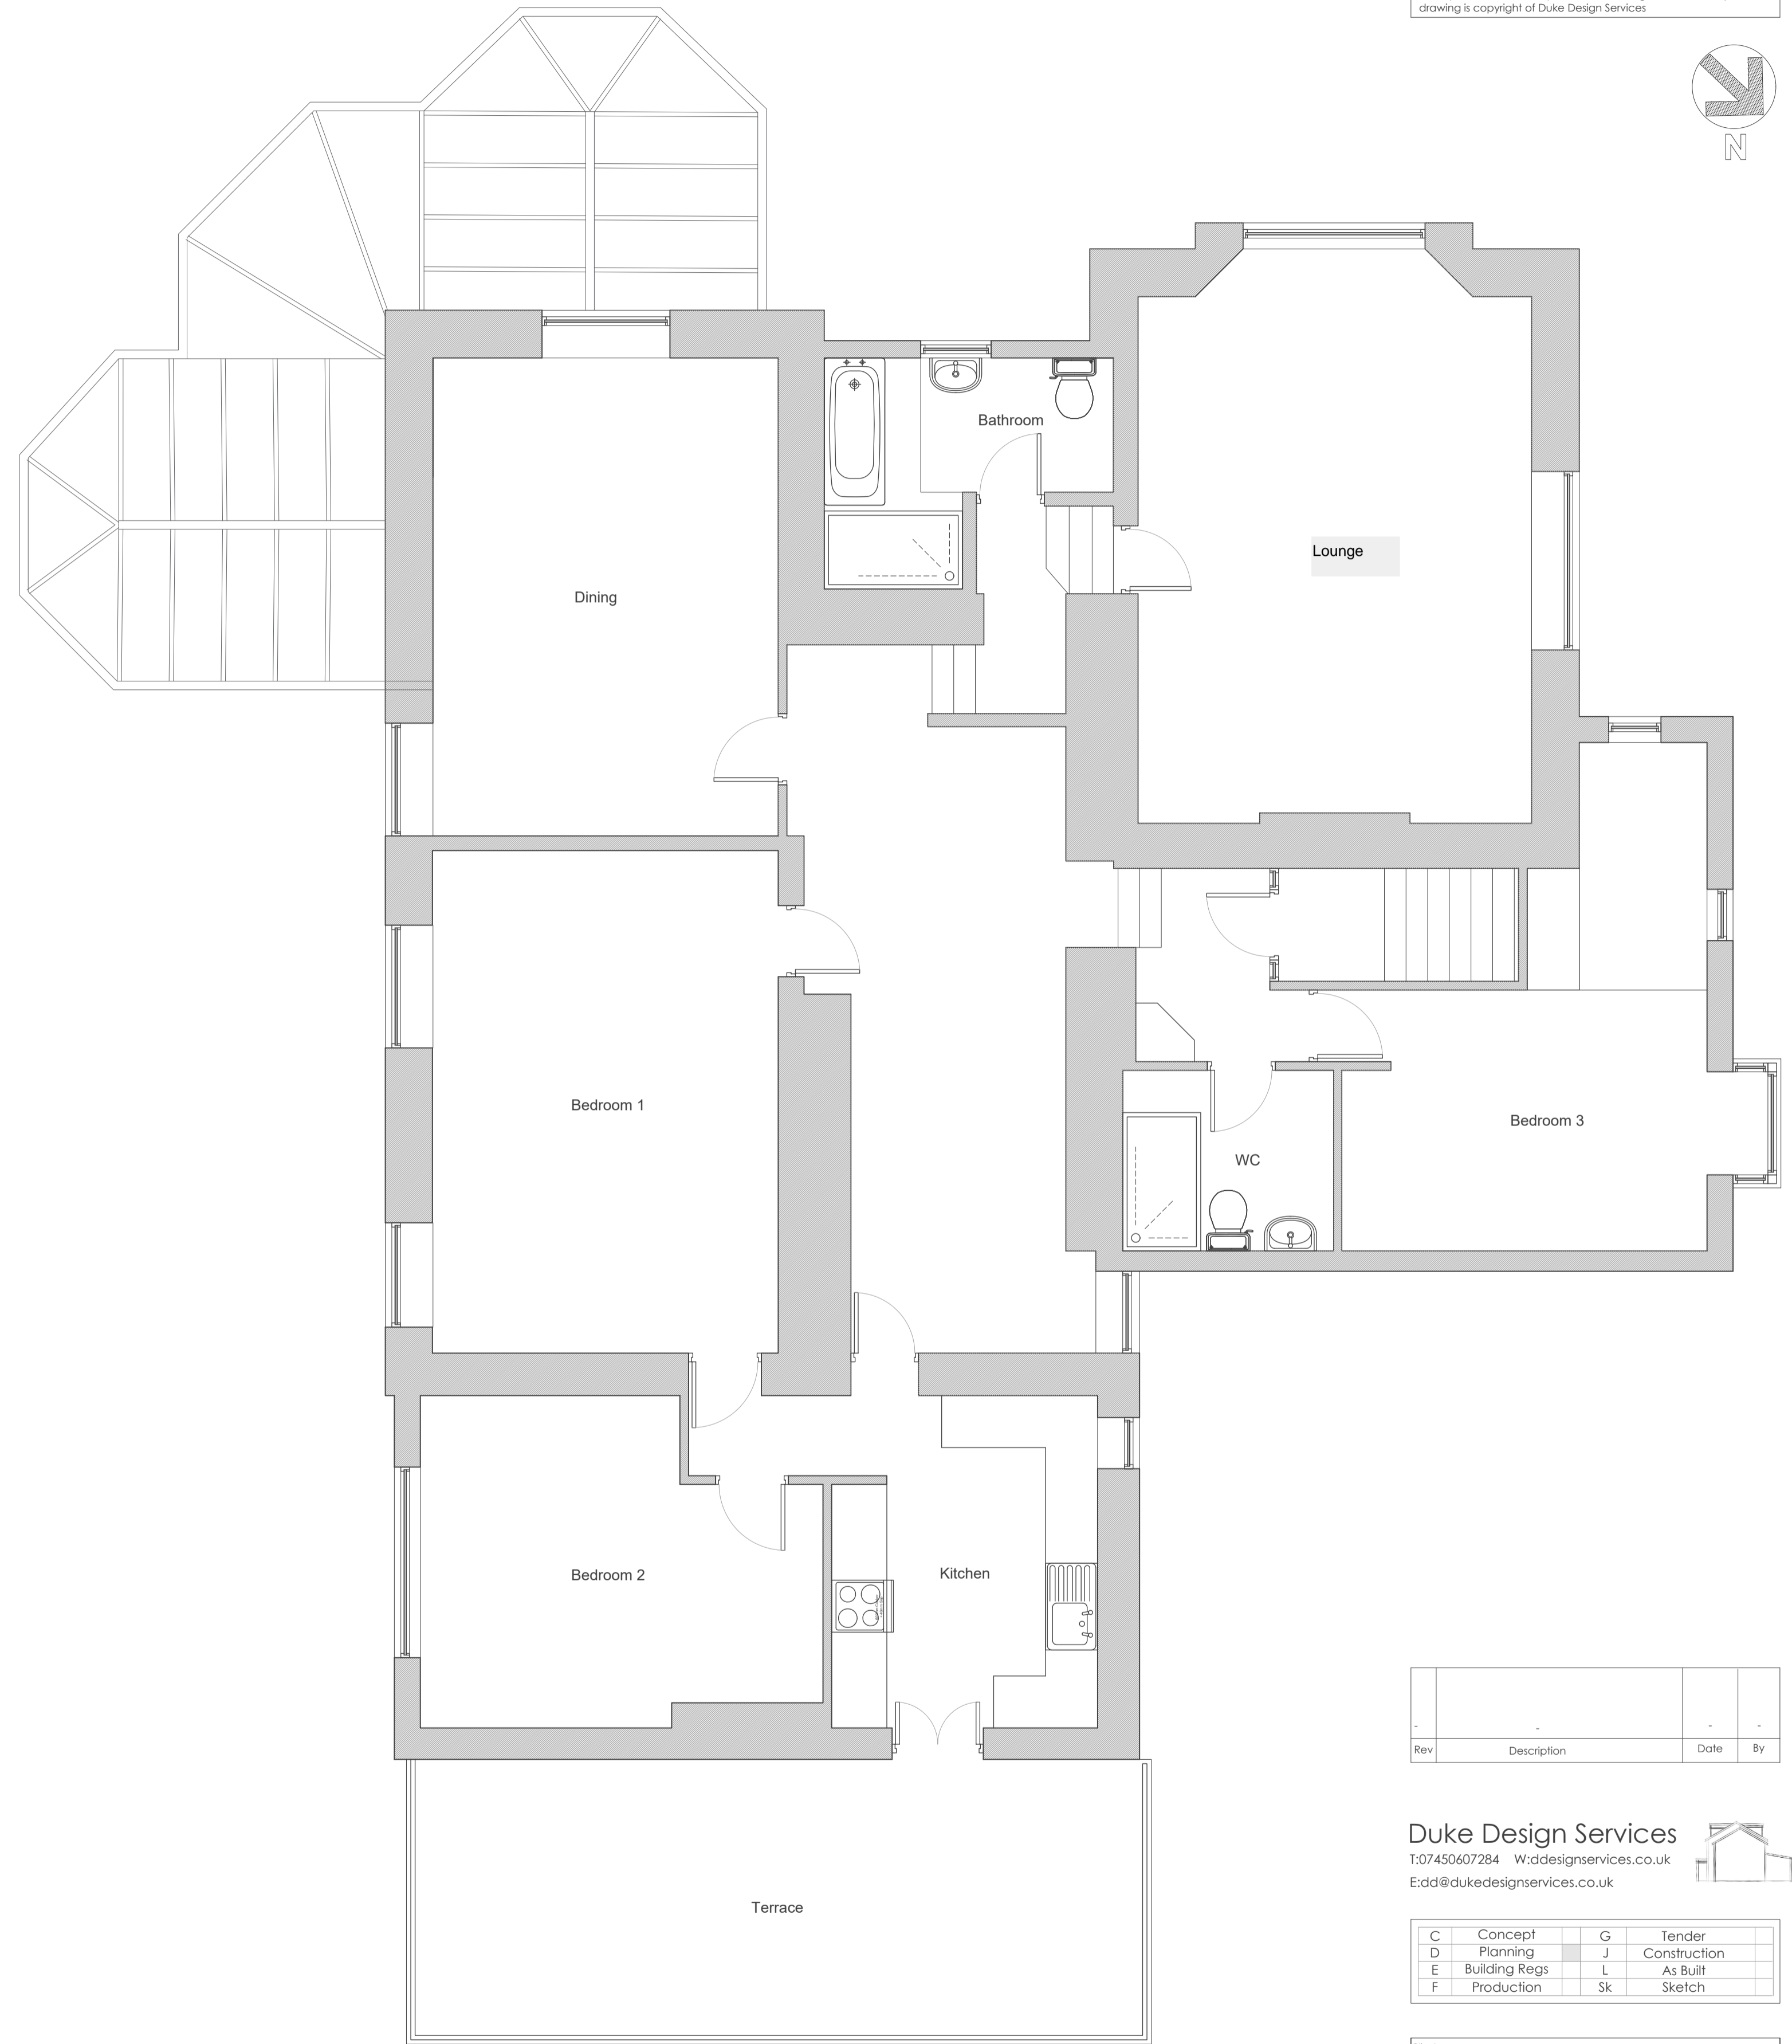 drawing is copyright of Duke Design Services
N
Bathroom
Lounge
Dining
Bedroom 1
Bedroom 3
WC
Bedroom 2
Kitchen
Terrace
- - - -
Rev Description Date By
Duke Design Services
T:07450607284 W:ddesignservices.co.uk
E:dd@dukedesignservices.co.uk
C Concept G Tender
D Planning J Construction
E Building Regs L As Built
F Production Sk Sketch